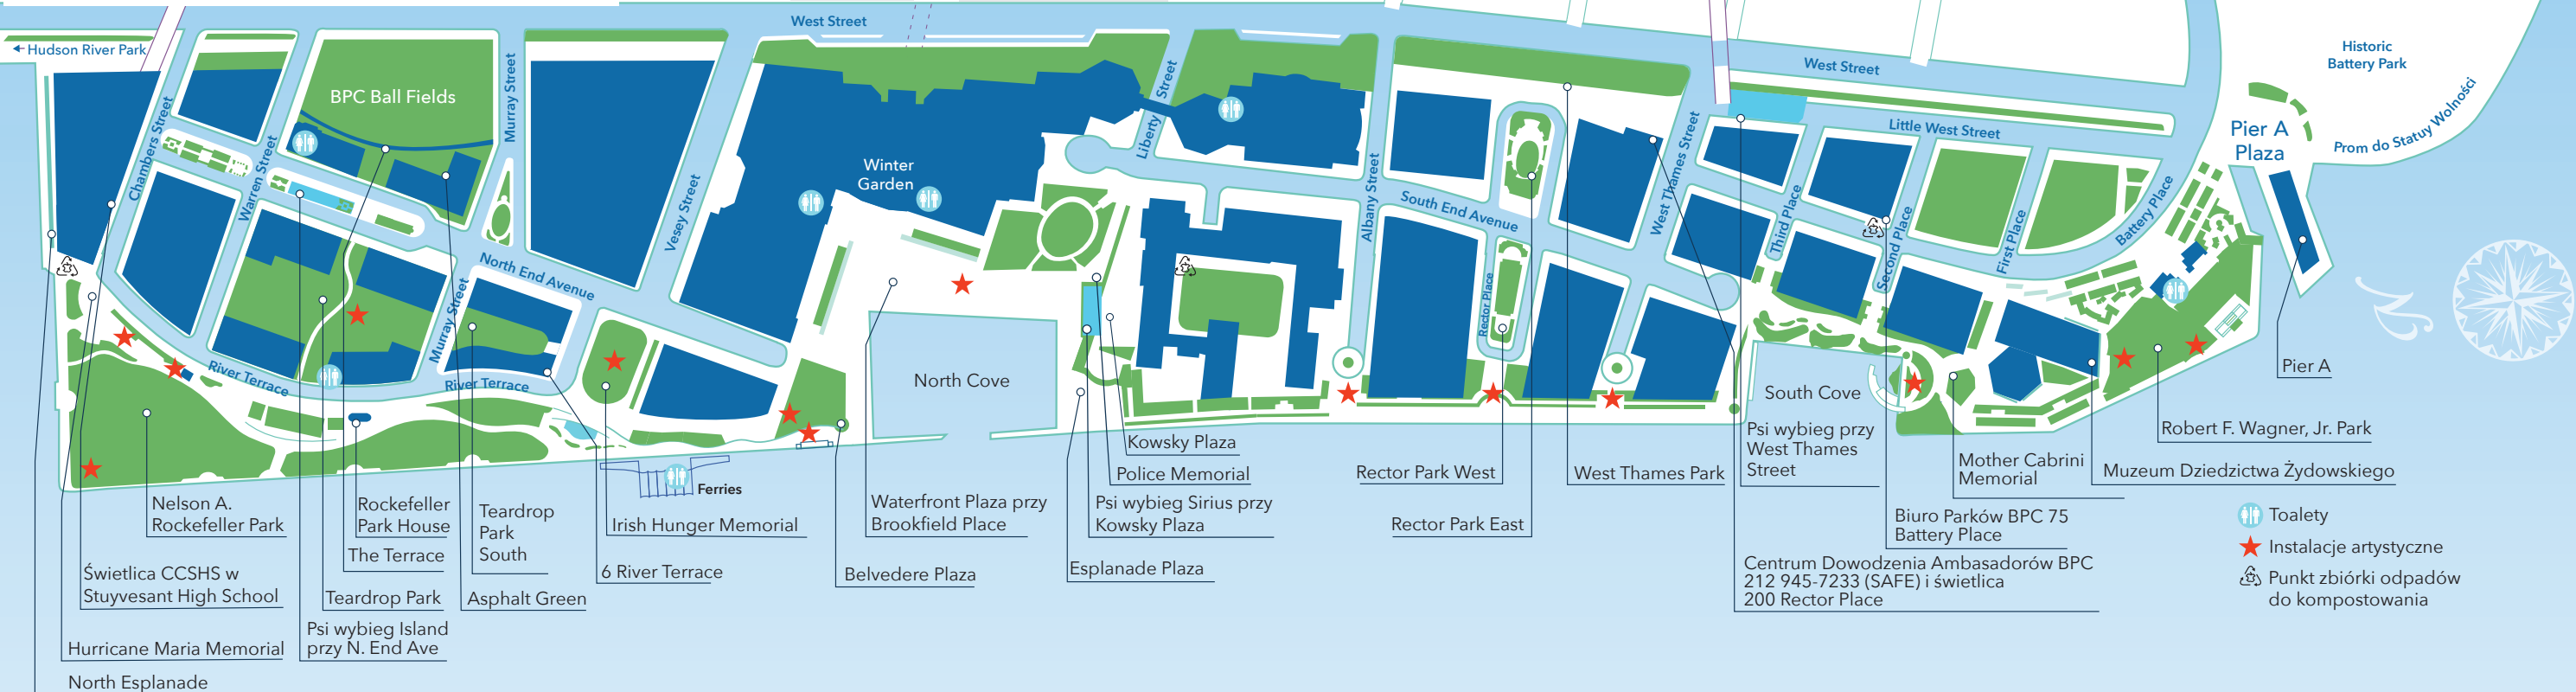 West Street
Hudson River Park
BPC Ball Fields
Murray Street
Chambers Street
Warren Street
Vesey Street
Winter
Garden
Liberty Street
Albany Street
South End Avenue
West Thames Street
West Street
Little West Street
Historic
Battery Park
Pier A
Plaza
Prom do Statuy Wolności
North End Avenue
Murray Street
River Terrace
River Terrace
Rector Place
Third Place
Second Place
First Place
Battery Place
North Cove
South Cove
Ferries
Pier A
Kowsky Plaza
Police Memorial
Psi wybieg Sirius przy
Kowsky Plaza
Esplanade Plaza
Rector Park West
Rector Park East
West Thames Park
Psi wybieg przy
West Thames
Street
Robert F. Wagner, Jr. Park
Mother Cabrini
Memorial
Muzeum Dziedzictwa Żydowskiego
Biuro Parków BPC 75
Battery Place
Centrum Dowodzenia Ambasadorów BPC
212 945-7233 (SAFE) i świetlica
200 Rector Place
Nelson A.
Rockefeller Park
Rockefeller
Park House
The Terrace
Teardrop
Park
South
Irish Hunger Memorial
6 River Terrace
Waterfront Plaza przy
Brookfield Place
Belvedere Plaza
Świetlica CCSHS w
Stuyvesant High School
Teardrop Park
Asphalt Green
Psi wybieg Island
przy N. End Ave
Hurricane Maria Memorial
North Esplanade
Toalety
Instalacje artystyczne
Punkt zbiórki odpadów
do kompostowania